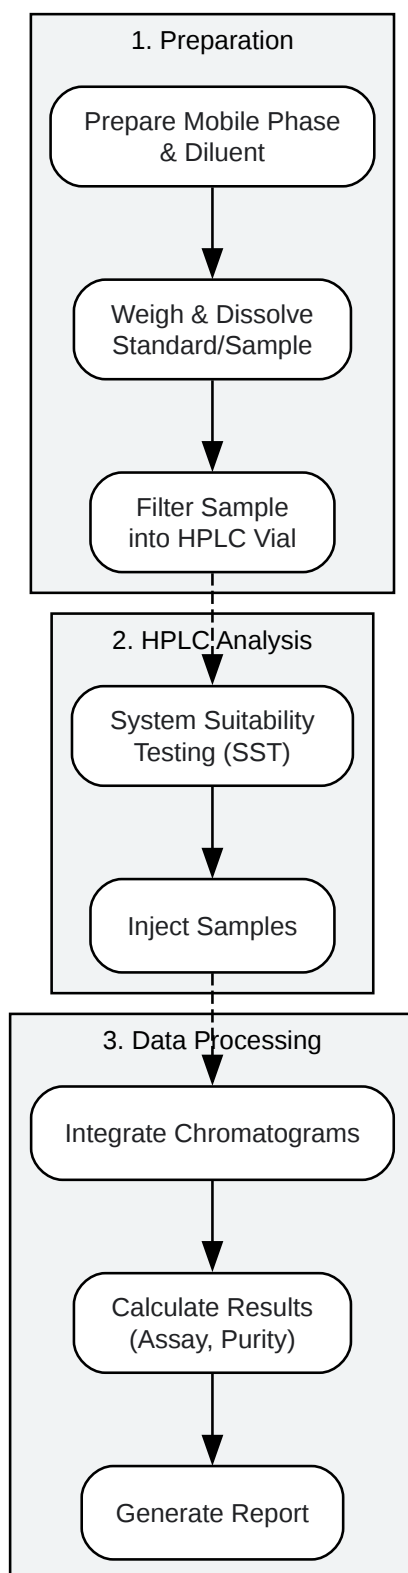 1. Preparation
Prepare Mobile Phase
& Diluent
Weigh & Dissolve
Standard/Sample
Filter Sample
into HPLC Vial
2. HPLC Analysis
System Suitability
Testing (SST)
Inject Samples
3. Data Processing
Integrate Chromatograms
Calculate Results
(Assay, Purity)
Generate Report